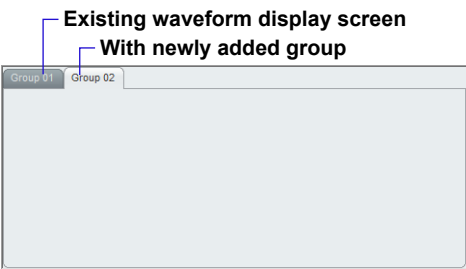 Existing waveform display screen
With newly added group
Group 01 Group 02